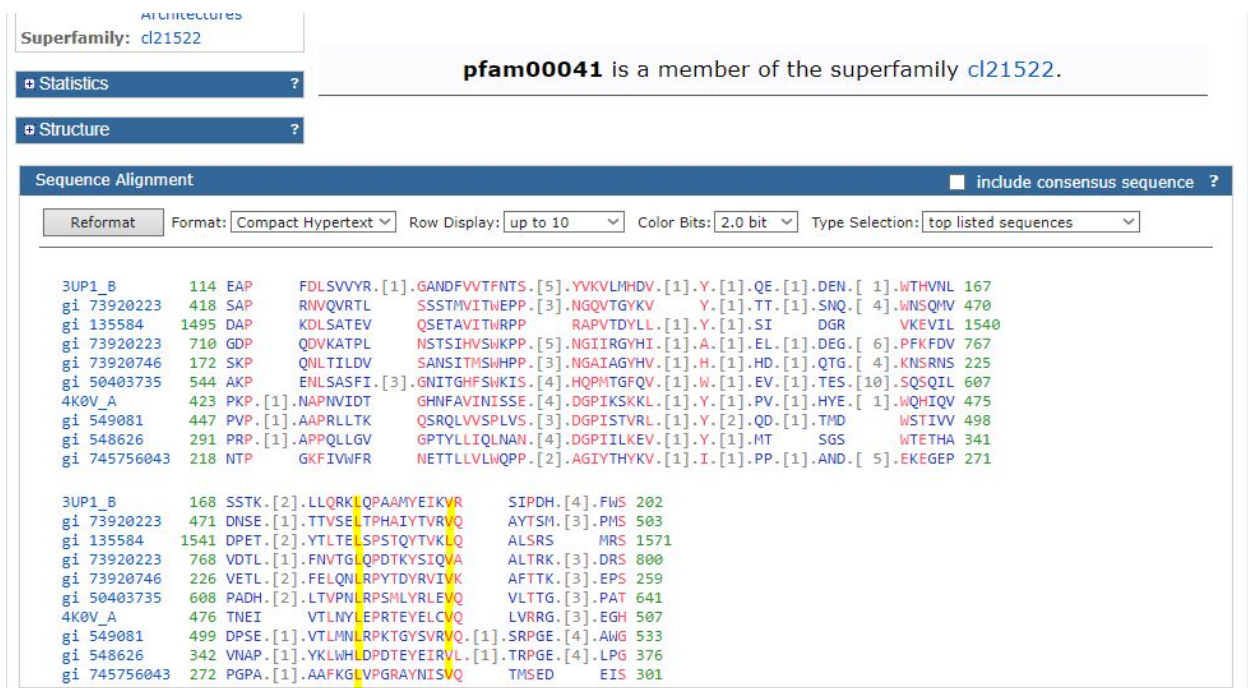 Architectures
Superfamily: cl21522
pfam00041 is a member of the superfamily cl21522.
Statistics ?
Structure ?
Sequence Alignment include consensus sequence ?
Reformat Format: Compact Hypertext Row Display: up to 10 Color Bits: 2.0 bit Type Selection: top listed sequences
3UP1_B 114 EAP FDLSVVYR.[1].GANDFVVTFNTS.[5].YVKVLMHDV.[1].Y.[1].QE.[1].DEN.[ 1].WTHVNL 167
gi 73920223 418 SAP RNVQVRTL SSSTMVITWEPP.[3].NGQVTGYKV Y.[1].TT.[1].SNQ.[ 4].WNSQMV 470
gi 135584 1495 DAP KDLSATEV QSETAVITWRPP RAPVTDYLL.[1].Y.[1].SI DGR VKEVIL 1540
gi 73920223 710 GDP QDVKATPL NSTSIHVSWKPP.[5].NGIIRGYHI.[1].A.[1].EL.[1].DEG.[ 6].PFKFDV 767
gi 73920746 172 SKP QNLTILDV SANSITMSWHPP.[3].NGAIAGYHV.[1].H.[1].HD.[1].QTG.[ 4].KNSRNS 225
gi 50403735 544 AKP ENLSASFI.[3].GNITGHFSWKIS.[4].HQPMTGFQV.[1].W.[1].EV.[1].TES.[10].SQSQIL 607
4K0V_A 423 PKP.[1].NAPNVIDT GHNFAVINISSE.[4].DGPIKSKKL.[1].Y.[1].PV.[1].HYE.[ 1].WQHIQV 475
gi 549081 447 PVP.[1].AAPRLLTK QSRQLVVSPLVS.[3].DGPISTVRL.[1].Y.[2].QD.[1].TMD WSTIVV 498
gi 548626 291 PRP.[1].APPQLLGV GPTYLLIQLNAN.[4].DGPIILKEV.[1].Y.[1].MT SGS WTETHA 341
gi 745756043 218 NTP GKFIVWFR NETTLLVLWQPP.[2].AGIYTHYKV.[1].I.[1].PP.[1].AND.[ 5].EKEGEP 271
3UP1_B 168 SSTK.[2].LLQRKLQPAAMYEIKVR SIPDH.[4].FWS 202
gi 73920223 471 DNSE.[1].TTVSELTPHAIYTVRVQ AYTSM.[3].PMS 503
gi 135584 1541 DPET.[2].YTLTELSPSTQYTVKLQ ALSRS MRS 1571
gi 73920223 768 VDTL.[1].FNVTGLQPDTKYSIQVA ALTRK.[3].DRS 800
gi 73920746 226 VETL.[2].FELQNLRPYTDYRVIVK AFTTK.[3].EPS 259
gi 50403735 608 PADH.[2].LTVPNLRPSMLYRLEVQ VLTTG.[3].PAT 641
4K0V_A 476 TNEI VTLNYLEPRTEYELCVQ LVRRG.[3].EGH 507
gi 549081 499 DPSE.[1].VTLMNLRPKTGYSVRVQ.[1].SRPGE.[4].AWG 533
gi 548626 342 VNAP.[1].YKLWHLDPDTEYEIRVL.[1].TRPGE.[4].LPG 376
gi 745756043 272 PGPA.[1].AAFKGLVPGRAYNISVQ TMSED EIS 301